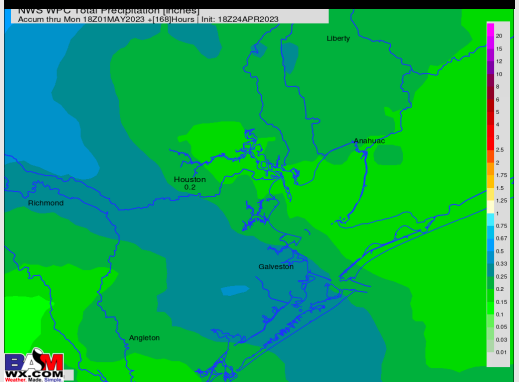 NWS WPC Total Precipitation [inches]
Accum thru Mon 18Z01MAY2023 +[168]Hours | Init: 18Z24APR2023
Liberty
Anahuac
Houston
0.2
Richmond
Galveston
Angleton
20
15
12
10
8
6
5
4
3
2.5
2
1.75
1.5
1.25
1
0.75
0.67
0.5
0.33
0.25
0.2
0.15
0.1
0.05
0.03
0.01
BAM
WX.COM
Weather. Made Simple.